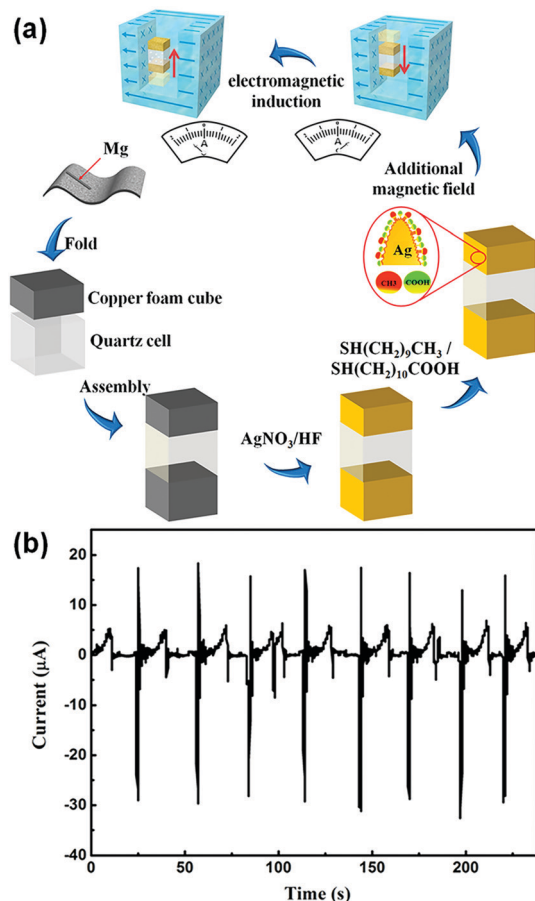 (a)
electromagnetic
induction
A
A
Mg
Additional
magnetic field
Fold
Ag
CH3
COOH
Copper foam cube
Quartz cell
SH(CH2)9CH3 /
SH(CH2)10COOH
Assembly
AgNO3/HF
(b)
20
10
0
-10
-20
-30
-40
Current (μA)
0
50
100
150
200
Time (s)